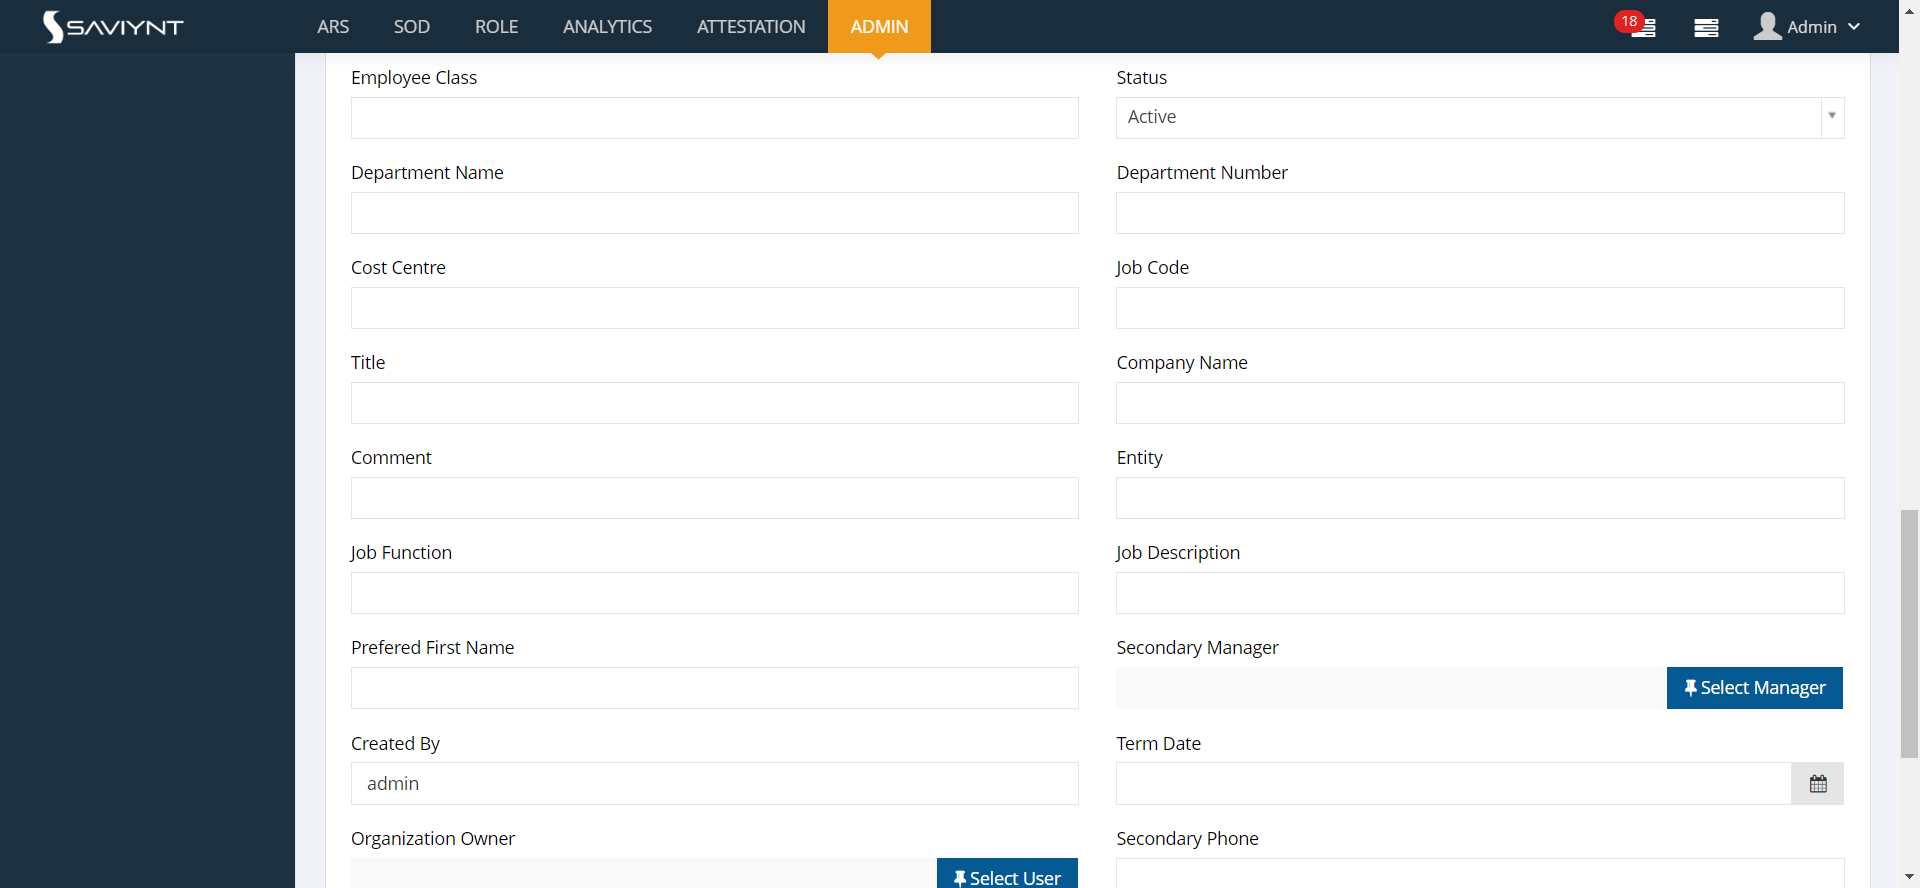 SAVIYNT ARS SOD ROLE ANALYTICS ATTESTATION ADMIN 18 Admin
Employee Class Status
Active
Department Name Department Number
Cost Centre Job Code
Title Company Name
Comment Entity
Job Function Job Description
Prefered First Name Secondary Manager
Select Manager
Created By Term Date
admin
Organization Owner Secondary Phone
Select User